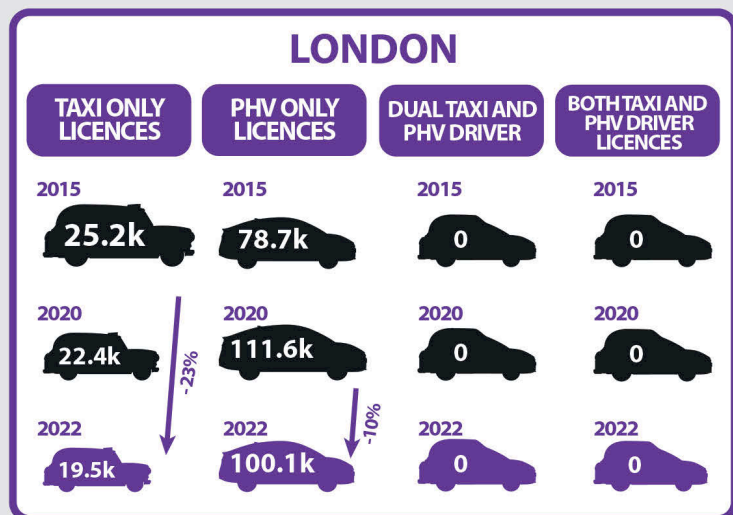 LONDON
TAXI ONLY
LICENCES
PHV ONLY
LICENCES
DUAL TAXI AND
PHV DRIVER
BOTH TAXI AND
PHV DRIVER
LICENCES
2015
25.2k
2015
78.7k
2015
0
2015
0
2020
22.4k
2020
111.6k
2020
0
2020
0
-23%
-10%
2022
19.5k
2022
100.1k
2022
0
2022
0